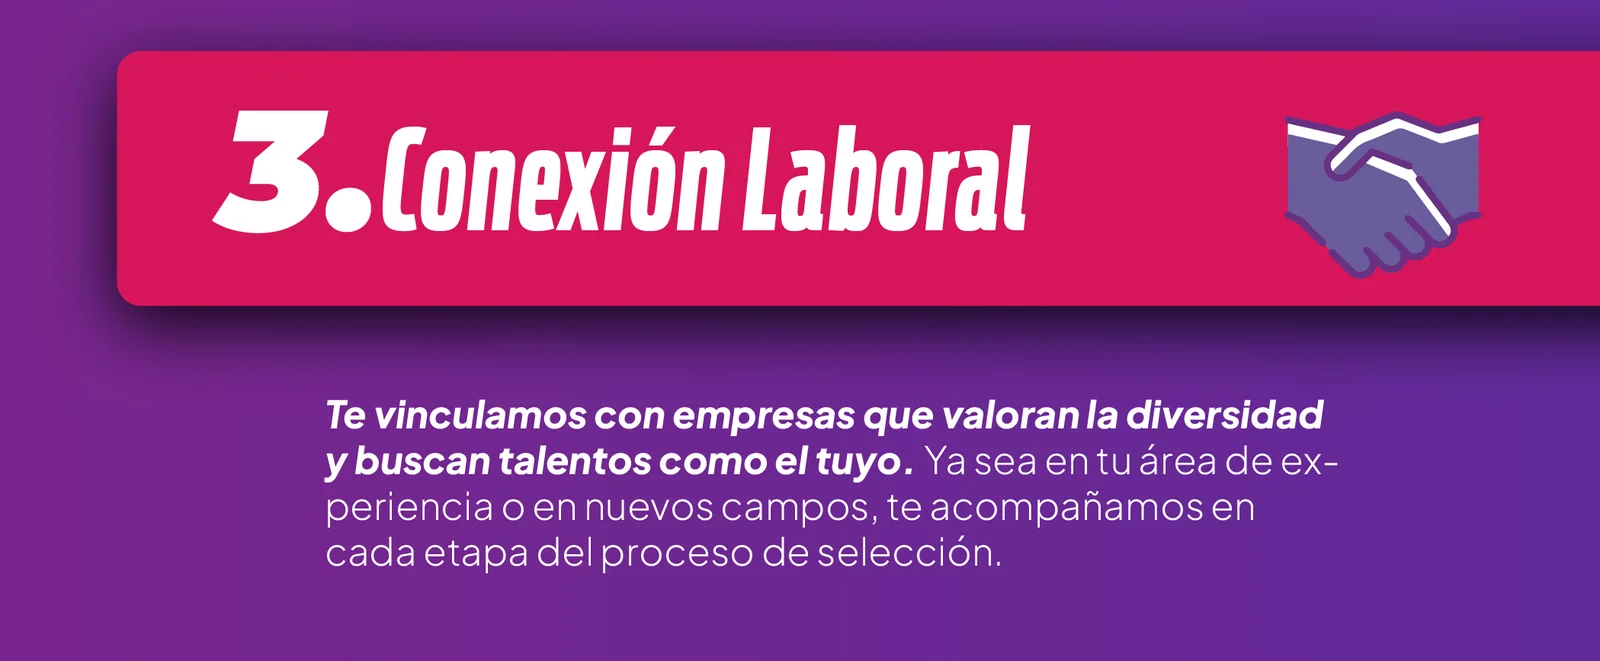 3.Conexión Laboral
Te vinculamos con empresas que valoran la diversidad
y buscan talentos como el tuyo. Ya sea en tu área de ex-
periencia o en nuevos campos, te acompañamos en
cada etapa del proceso de selección.